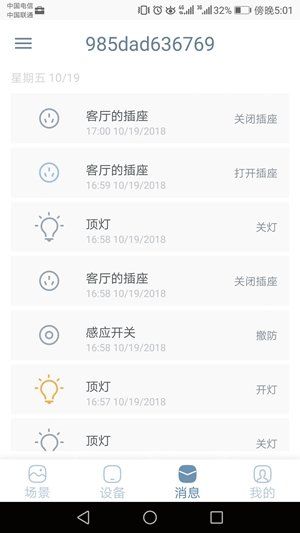 中国电信
中国联通
32% 傍晚5:01
985dad636769
星期五 10/19
客厅的插座
17:00 10/19/2018
关闭插座
客厅的插座
16:59 10/19/2018
打开插座
顶灯
16:58 10/19/2018
关灯
客厅的插座
16:58 10/19/2018
关闭插座
感应开关
16:58 10/19/2018
撤防
顶灯
16:57 10/19/2018
开灯
顶灯
关灯
场景 设备 消息 我的